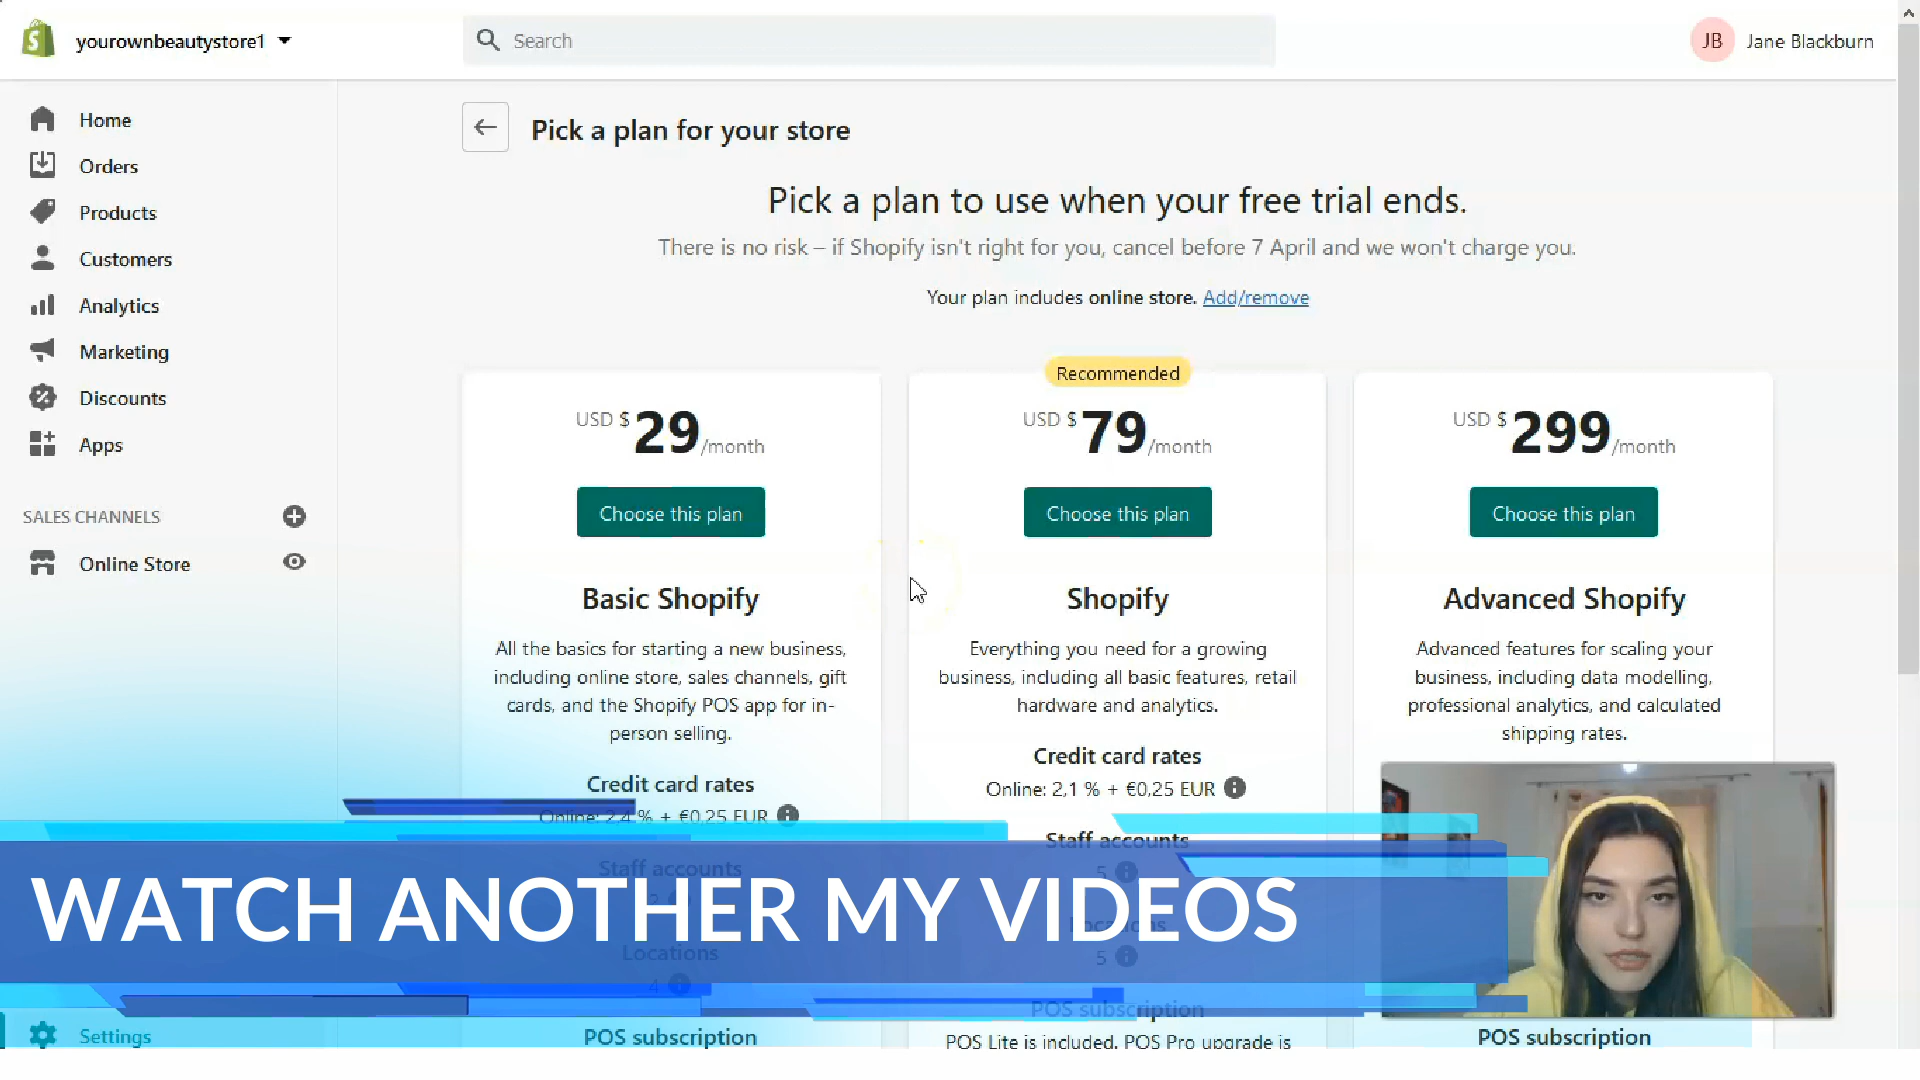 yourownbeautystore1
Search
JB Jane Blackburn
Home
Orders
Products
Customers
Analytics
Marketing
Discounts
Apps
SALES CHANNELS
Online Store
Settings
Pick a plan for your store
Pick a plan to use when your free trial ends.
There is no risk – if Shopify isn't right for you, cancel before 7 April and we won't charge you.
Your plan includes online store. Add/remove
USD $ 29 /month
Choose this plan
Basic Shopify
All the basics for starting a new business,
including online store, sales channels, gift
cards, and the Shopify POS app for in-
person selling.
Credit card rates
Online: 2,4 % + €0,25 EUR
Staff accounts
Locations
4
POS subscription
Recommended
USD $ 79 /month
Choose this plan
Shopify
Everything you need for a growing
business, including all basic features, retail
hardware and analytics.
Credit card rates
Online: 2,1 % + €0,25 EUR
Staff accounts
5
Locations
5
POS subscription
POS Lite is included. POS Pro upgrade is
USD $ 299 /month
Choose this plan
Advanced Shopify
Advanced features for scaling your
business, including data modelling,
professional analytics, and calculated
shipping rates.
POS subscription
WATCH ANOTHER MY VIDEOS